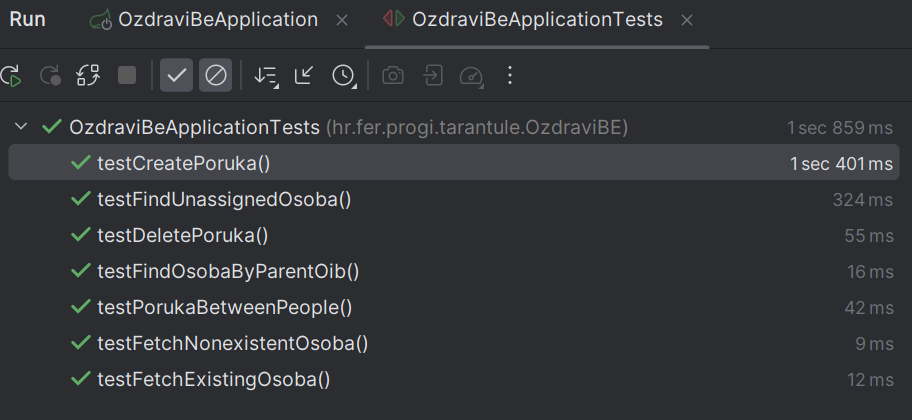 Run OzdraviBeApplication OzdraviBeApplicationTests
OzdraviBeApplicationTests (hr.fer.progi.tarantule.OzdraviBE) 1 sec 859 ms
testCreatePoruka() 1 sec 401 ms
testFindUnassignedOsoba() 324 ms
testDeletePoruka() 55 ms
testFindOsobaByParentOib() 16 ms
testPorukaBetweenPeople() 42 ms
testFetchNonexistentOsoba() 9 ms
testFetchExistingOsoba() 12 ms